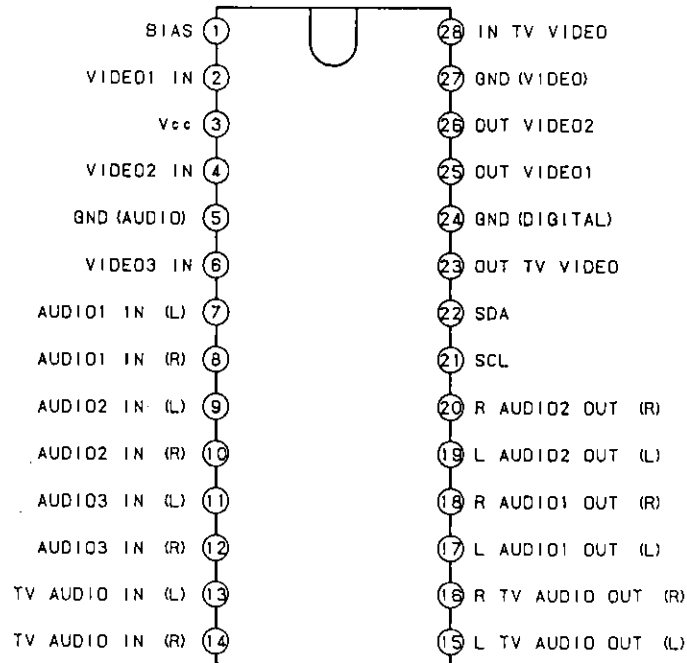 BIAS 1
VIDEO1 IN 2
Vcc 3
VIDEO2 IN 4
GND (AUDIO) 5
VIDEO3 IN 6
AUDIO1 IN (L) 7
AUDIO1 IN (R) 8
AUDIO2 IN (L) 9
AUDIO2 IN (R) 10
AUDIO3 IN (L) 11
AUDIO3 IN (R) 12
TV AUDIO IN (L) 13
TV AUDIO IN (R) 14
28 IN TV VIDEO
27 GND (VIDEO)
26 OUT VIDEO2
25 OUT VIDEO1
24 GND (DIGITAL)
23 OUT TV VIDEO
22 SDA
21 SCL
20 R AUDIO2 OUT (R)
19 L AUDIO2 OUT (L)
18 R AUDIO1 OUT (R)
17 L AUDIO1 OUT (L)
16 R TV AUDIO OUT (R)
15 L TV AUDIO OUT (L)